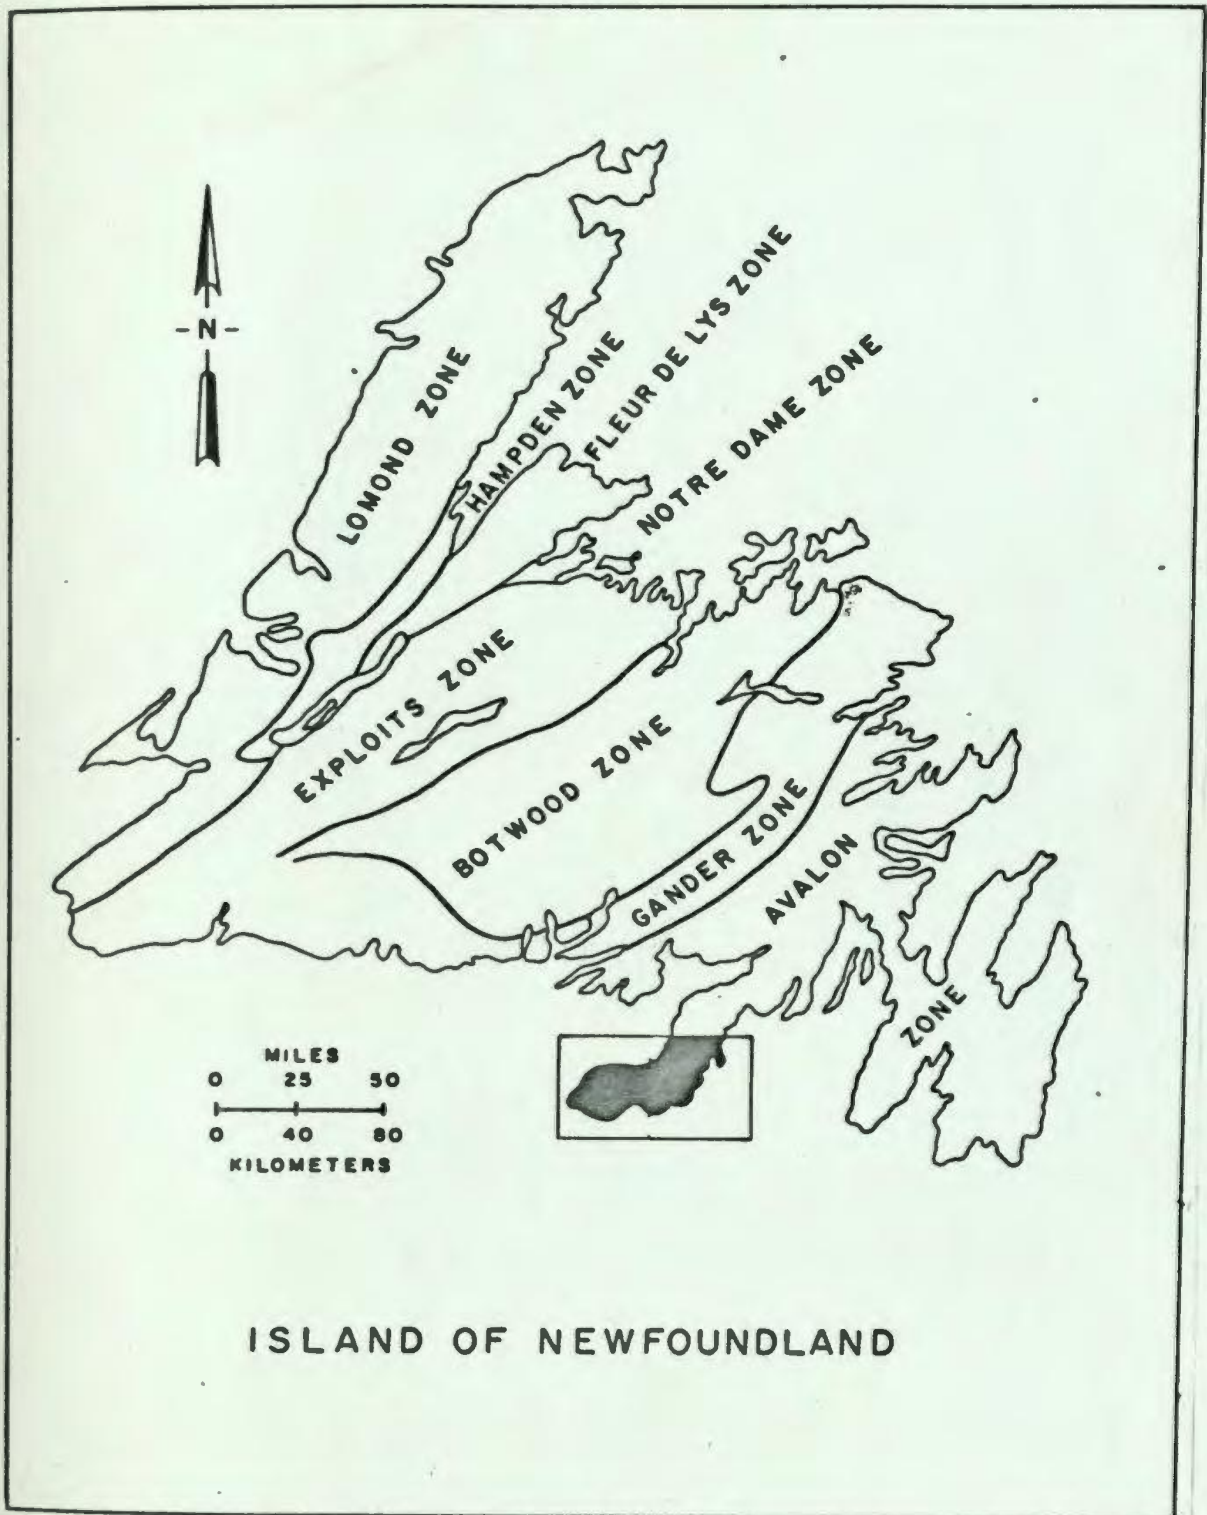 FLEUR DE LYS ZONE
HAMPDEN ZONE
NOTRE DAME ZONE
LOMOND ZONE
- N -
EXPLOITS ZONE
BOTWOOD ZONE
GANDER ZONE
AVALON
ZONE
MILES
0 25 50
0 40 80
KILOMETERS
ISLAND OF NEWFOUNDLAND